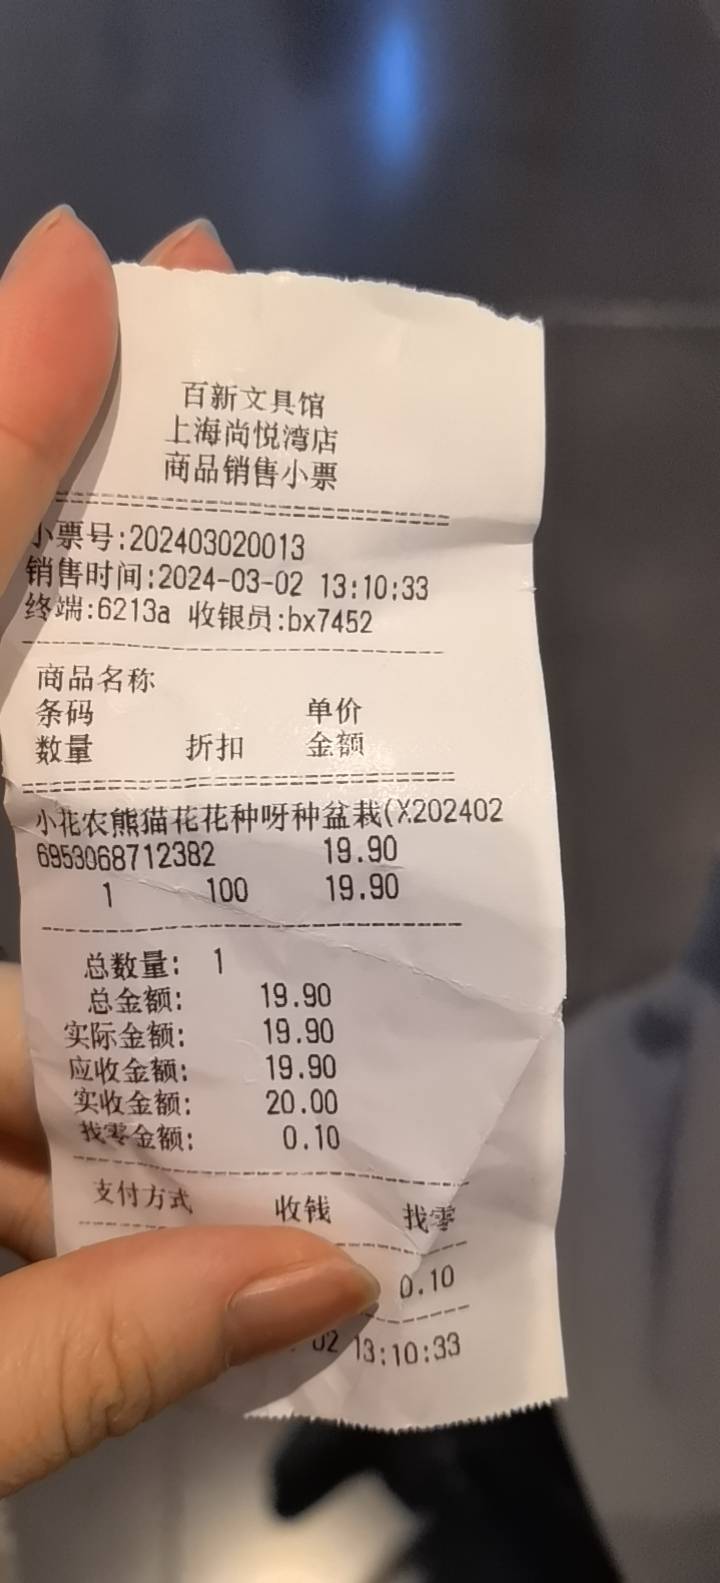 百新文具馆
上海尚悦湾店
商品销售小票
小票号:202403020013
销售时间:2024-03-02 13:10:33
终端:6213a 收银员:bx7452
商品名称
条码 单价
数量 折扣 金额
小花农熊猫花花种呀种盆栽(X202402
6953068712382 19.90
1 100 19.90
总数量: 1
总金额: 19.90
实际金额: 19.90
应收金额: 19.90
实收金额: 20.00
找零金额: 0.10
支付方式 收钱 找零
0.10
02 13:10:33